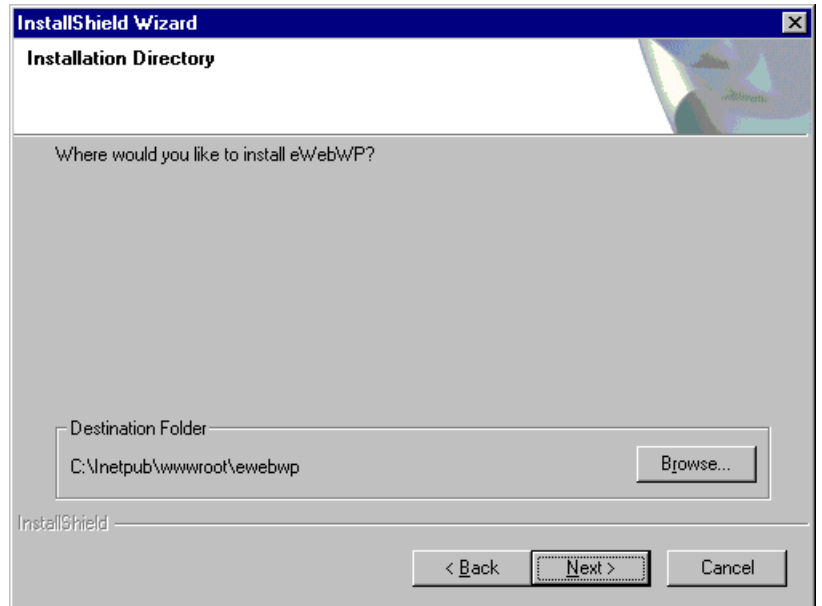 InstallShield Wizard
Installation Directory
Where would you like to install eWebWP?
Destination Folder
C:\Inetpub\wwwroot\ewebwp
Browse...
InstallShield
< Back
Next >
Cancel